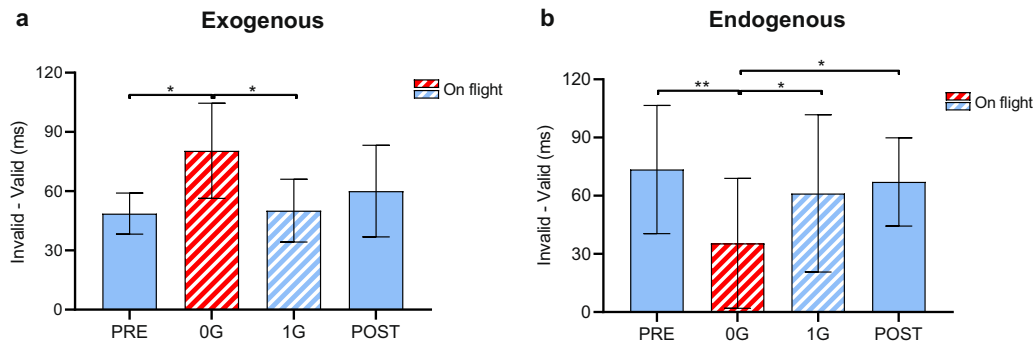 a
Exogenous
Invalid - Valid (ms)
120
90
60
30
0
*
*
On flight
PRE
0G
1G
POST
b
Endogenous
Invalid - Valid (ms)
120
90
60
30
0
*
**
*
On flight
PRE
0G
1G
POST